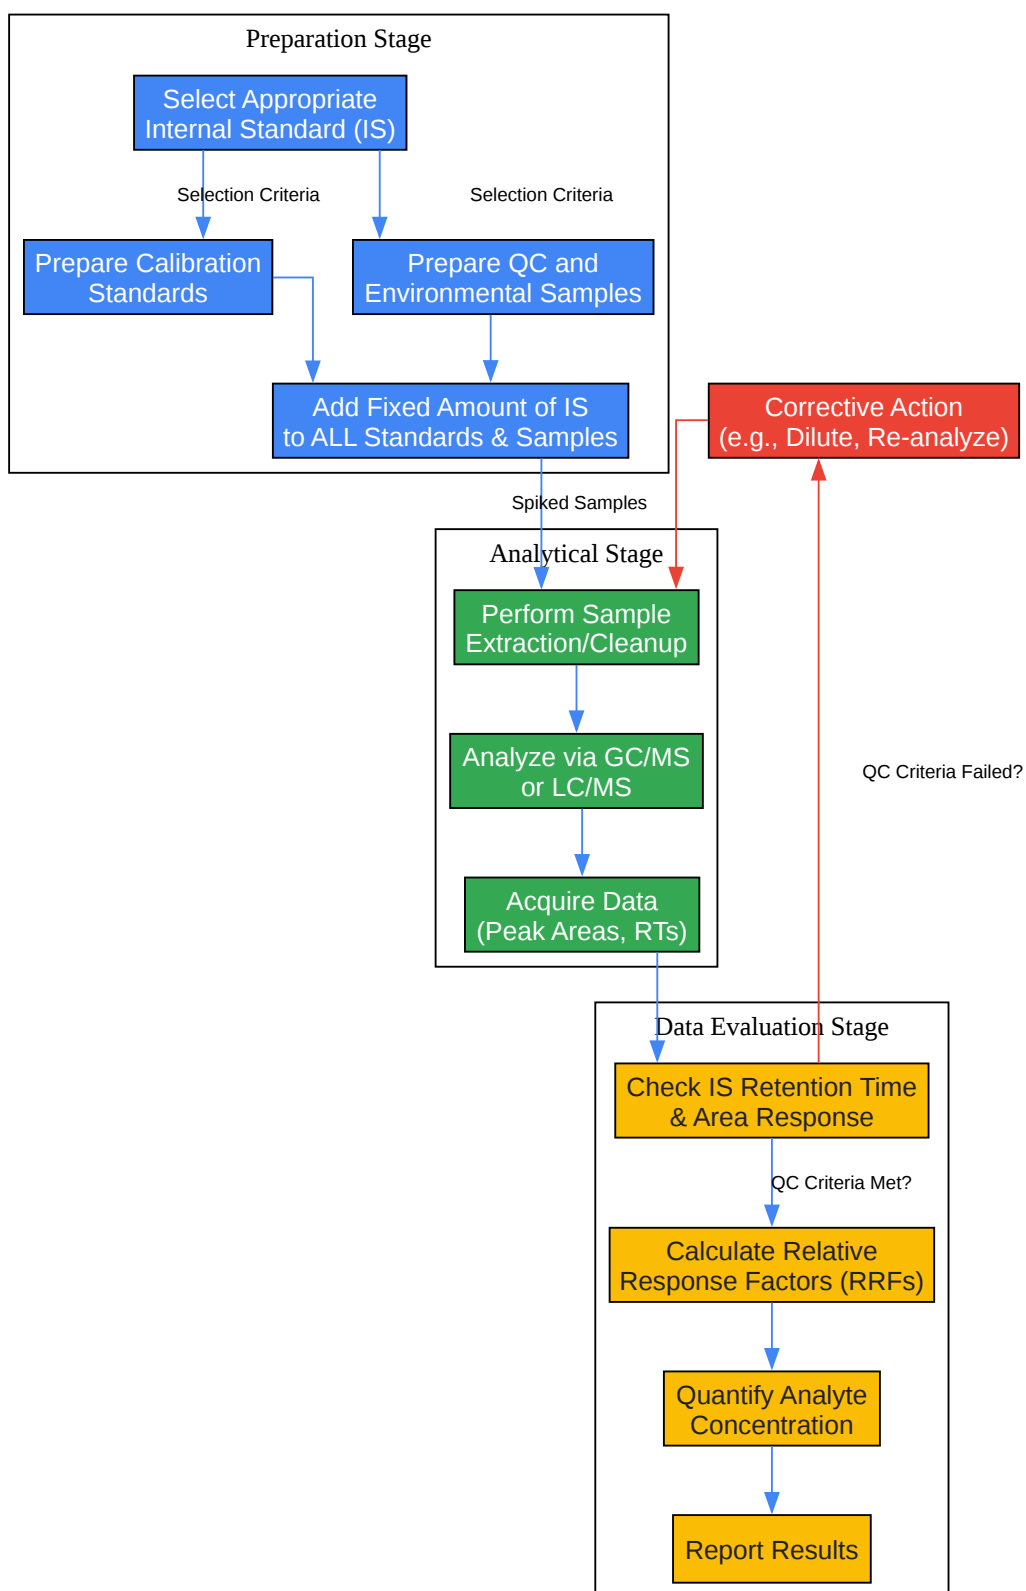 Preparation Stage
Select Appropriate
Internal Standard (IS)
Selection Criteria
Selection Criteria
Prepare Calibration
Standards
Prepare QC and
Environmental Samples
Add Fixed Amount of IS
to ALL Standards & Samples
Corrective Action
(e.g., Dilute, Re-analyze)
Spiked Samples
Analytical Stage
Perform Sample
Extraction/Cleanup
Analyze via GC/MS
or LC/MS
QC Criteria Failed?
Acquire Data
(Peak Areas, RTs)
Data Evaluation Stage
Check IS Retention Time
& Area Response
QC Criteria Met?
Calculate Relative
Response Factors (RRFs)
Quantify Analyte
Concentration
Report Results